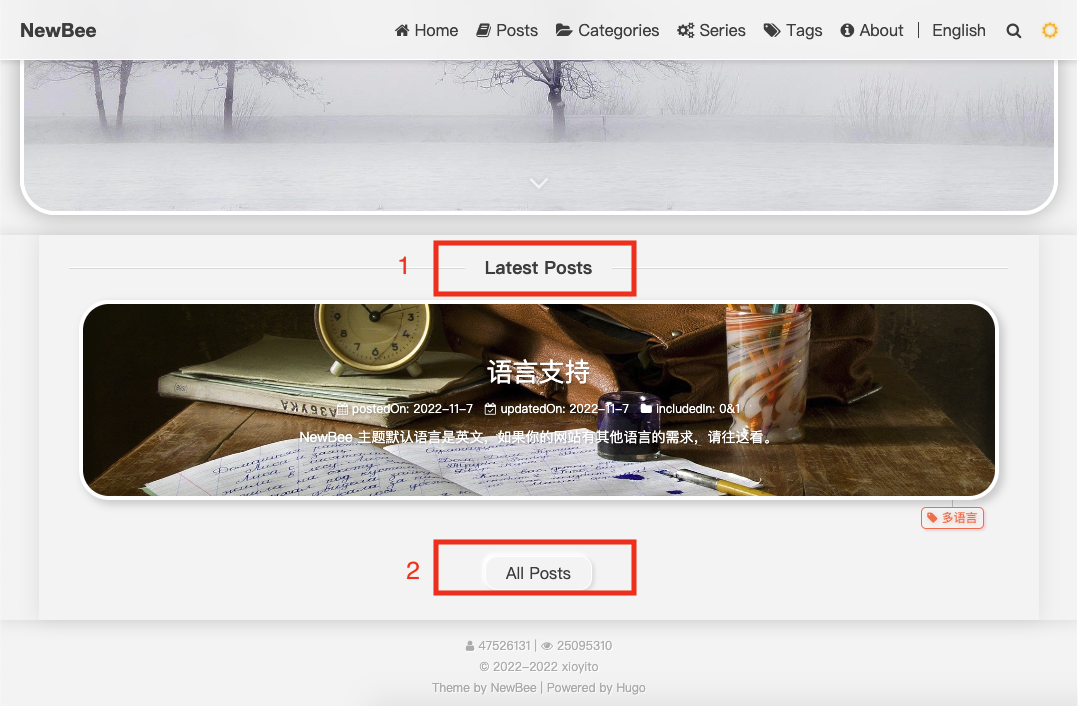 NewBee
Home Posts Categories Series Tags About | English
1
Latest Posts
语言支持
postedOn: 2022-11-7 updatedOn: 2022-11-7 includedIn: 0&1
NewBee 主题默认语言是英文，如果你的网站有其他语言的需求，请往这看。
多语言
2
All Posts
47526131 | 25095310
© 2022-2022 xioyito
Theme by NewBee | Powered by Hugo